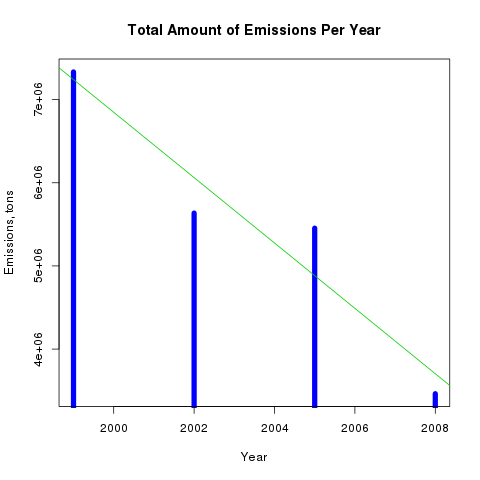 Total Amount of Emissions Per Year
Emissions, tons
7e+06
6e+06
5e+06
4e+06
2000 2002 2004 2006 2008
Year